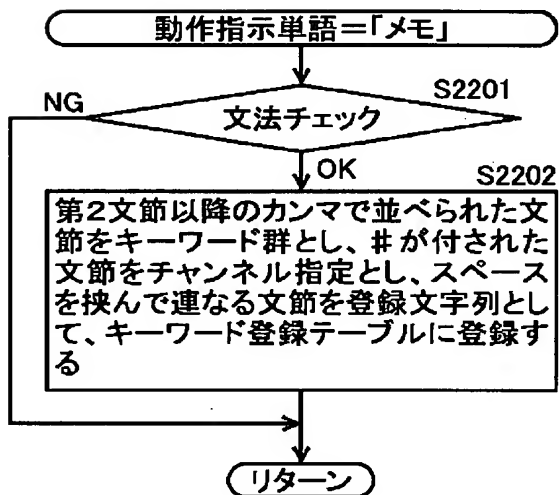 動作指示単語＝「メモ」
S2201
NG
文法チェック
OK
S2202
第2文節以降のカンマで並べられた文
節をキーワード群とし、＃が付された
文節をチャンネル指定とし、スペース
を挟んで連なる文節を登録文字列とし
て、キーワード登録テーブルに登録す
る
リターン